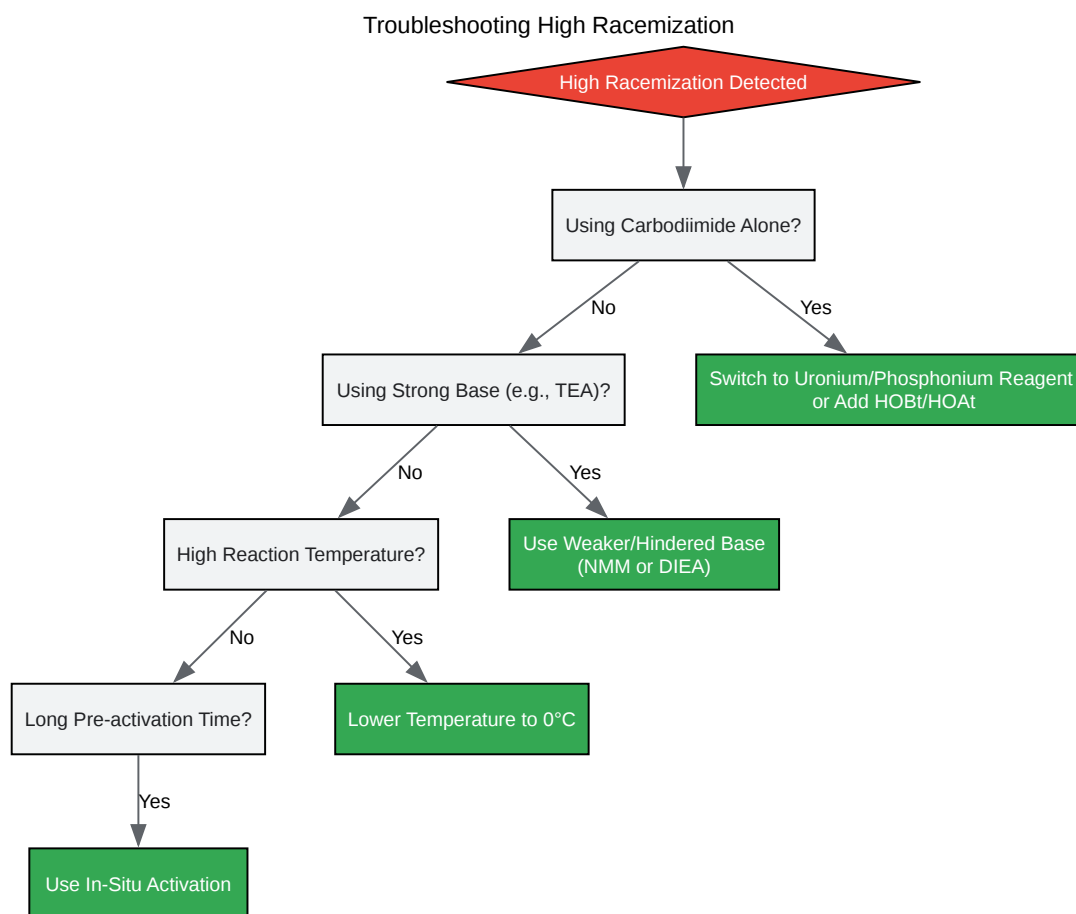 Troubleshooting High Racemization
High Racemization Detected
Using Carbodiimide Alone?
No
Yes
Using Strong Base (e.g., TEA)?
Switch to Uronium/Phosphonium Reagent
or Add HOBt/HOAt
No
Yes
High Reaction Temperature?
Use Weaker/Hindered Base
(NMM or DIEA)
No
Yes
Long Pre-activation Time?
Lower Temperature to 0°C
Yes
Use In-Situ Activation